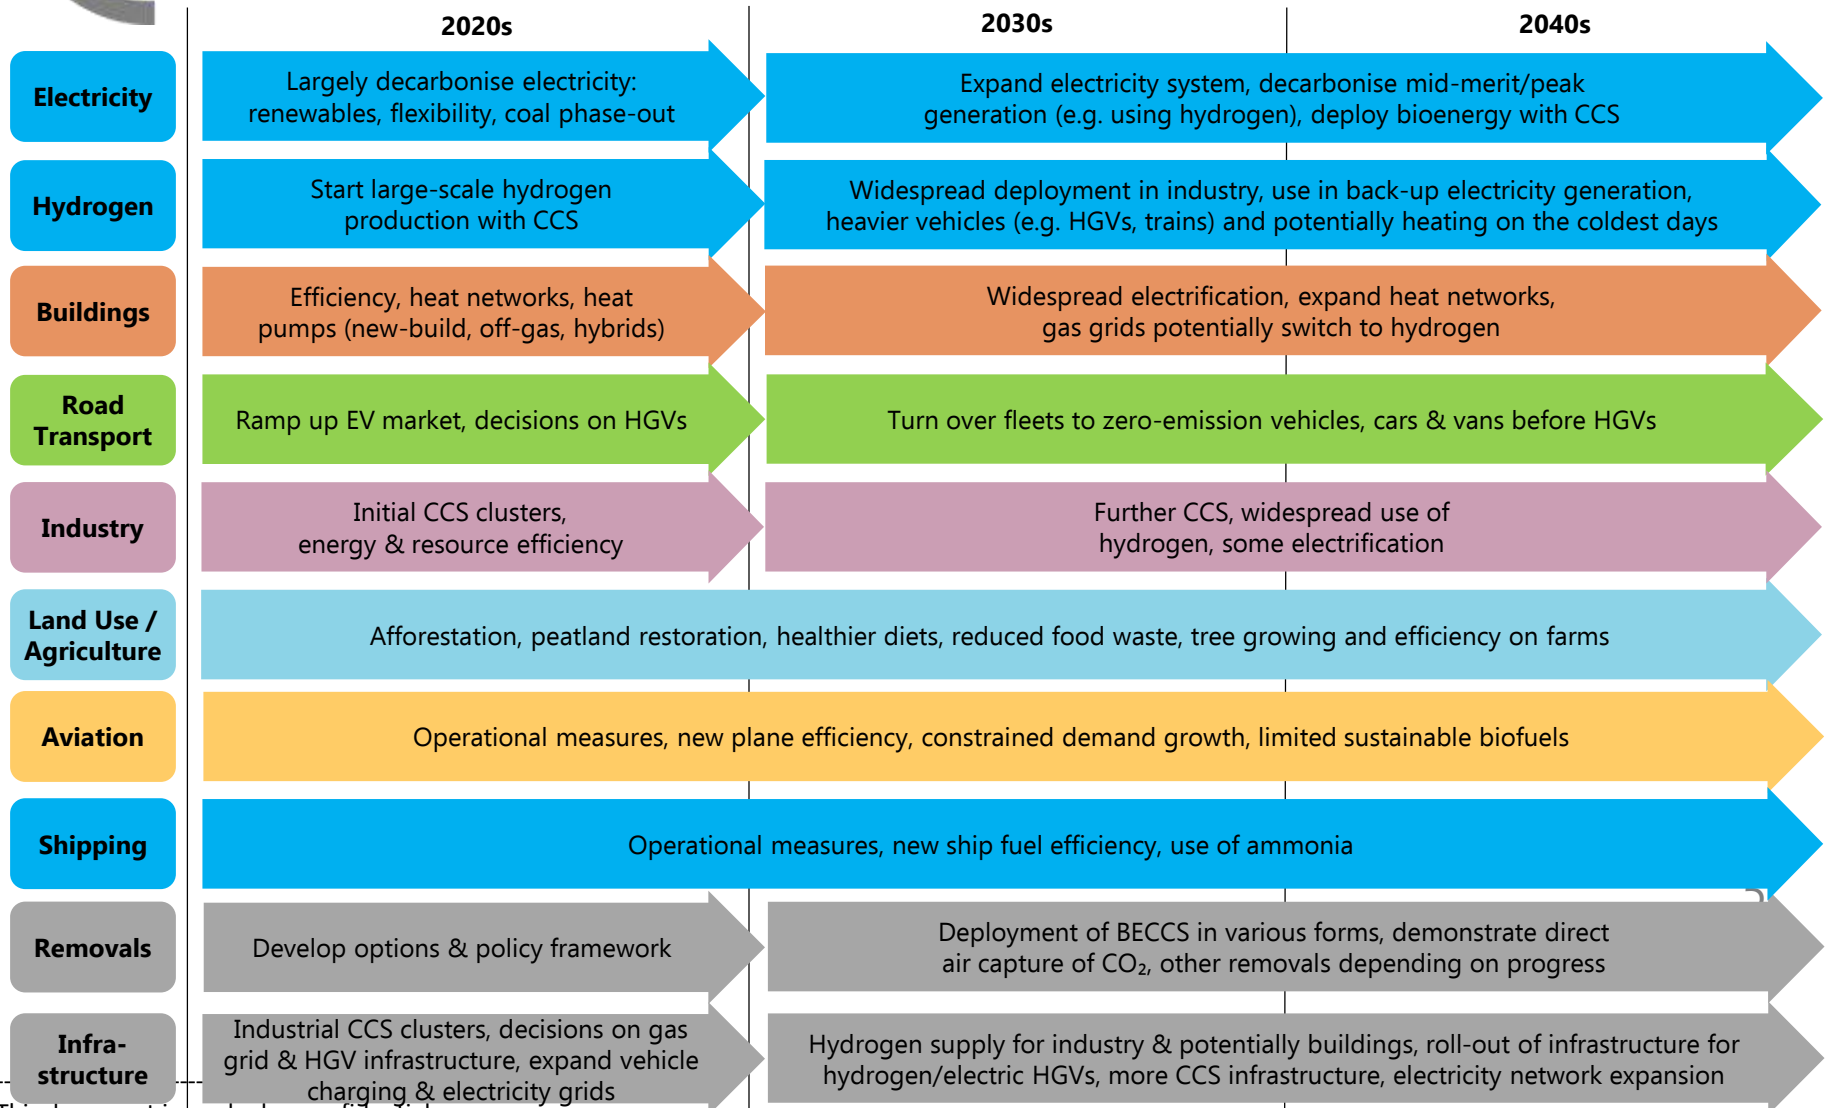 2020s
2030s
2040s
Electricity
Largely decarbonise electricity:
renewables, flexibility, coal phase-out
Expand electricity system, decarbonise mid-merit/peak
generation (e.g. using hydrogen), deploy bioenergy with CCS
Hydrogen
Start large-scale hydrogen
production with CCS
Widespread deployment in industry, use in back-up electricity generation,
heavier vehicles (e.g. HGVs, trains) and potentially heating on the coldest days
Buildings
Efficiency, heat networks, heat
pumps (new-build, off-gas, hybrids)
Widespread electrification, expand heat networks,
gas grids potentially switch to hydrogen
Road
Transport
Ramp up EV market, decisions on HGVs
Turn over fleets to zero-emission vehicles, cars & vans before HGVs
Industry
Initial CCS clusters,
energy & resource efficiency
Further CCS, widespread use of
hydrogen, some electrification
Land Use /
Agriculture
Afforestation, peatland restoration, healthier diets, reduced food waste, tree growing and efficiency on farms
Aviation
Operational measures, new plane efficiency, constrained demand growth, limited sustainable biofuels
Shipping
Operational measures, new ship fuel efficiency, use of ammonia
Removals
Develop options & policy framework
Deployment of BECCS in various forms, demonstrate direct
air capture of CO₂, other removals depending on progress
Infra-
structure
Industrial CCS clusters, decisions on gas
grid & HGV infrastructure, expand vehicle
charging & electricity grids
Hydrogen supply for industry & potentially buildings, roll-out of infrastructure for
hydrogen/electric HGVs, more CCS infrastructure, electricity network expansion